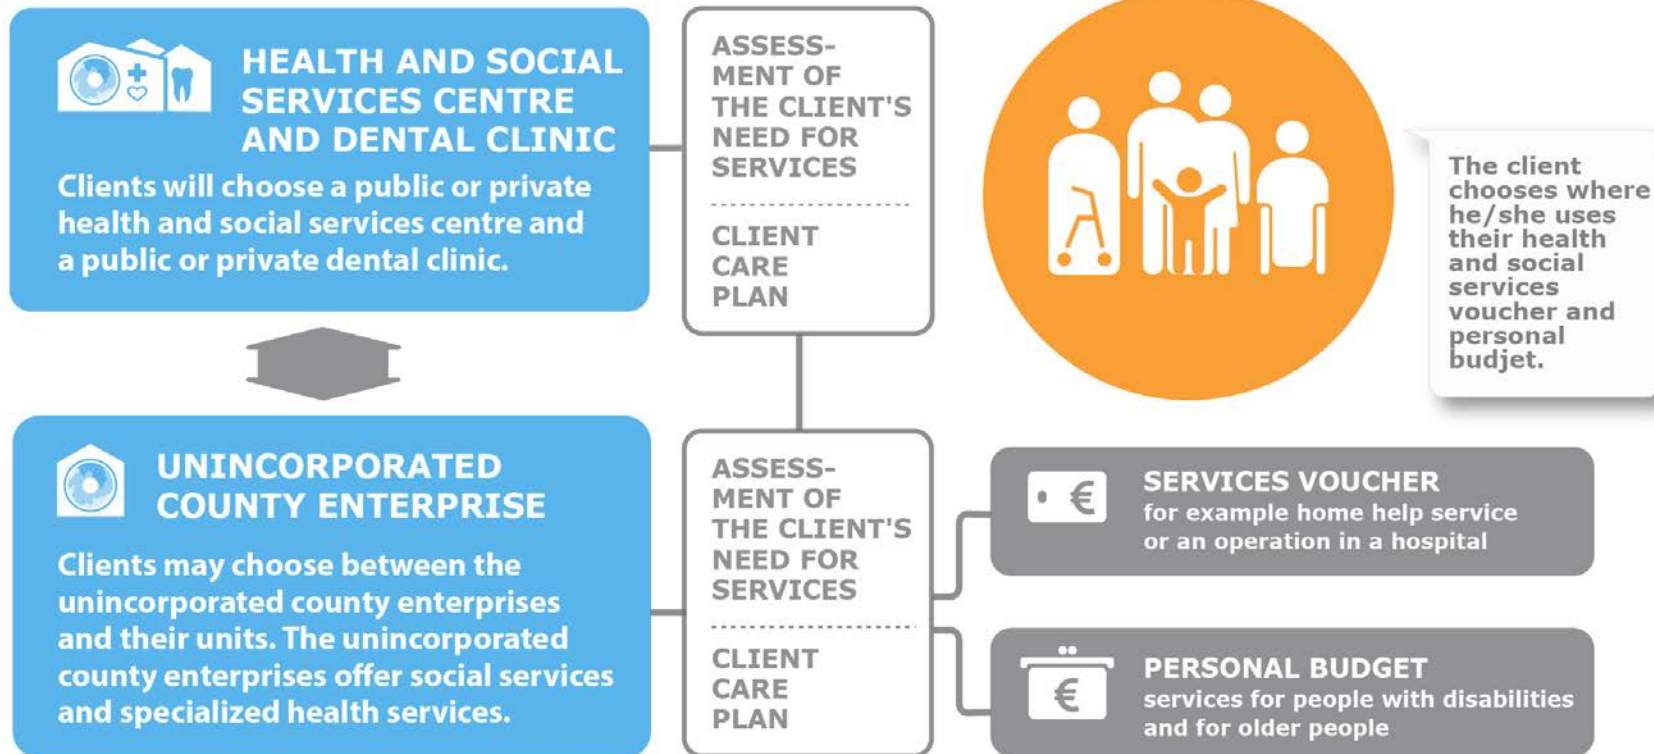 HEALTH AND SOCIAL
SERVICES CENTRE
AND DENTAL CLINIC
Clients will choose a public or private
health and social services centre and
a public or private dental clinic.
ASSESS-
MENT OF
THE CLIENT'S
NEED FOR
SERVICES
CLIENT
CARE
PLAN
The client
chooses where
he/she uses
their health
and social
services
voucher and
personal
budjet.
UNINCORPORATED
COUNTY ENTERPRISE
Clients may choose between the
unincorporated county enterprises
and their units. The unincorporated
county enterprises offer social services
and specialized health services.
ASSESS-
MENT OF
THE CLIENT'S
NEED FOR
SERVICES
CLIENT
CARE
PLAN
€
SERVICES VOUCHER
for example home help service
or an operation in a hospital
€
PERSONAL BUDGET
services for people with disabilities
and for older people